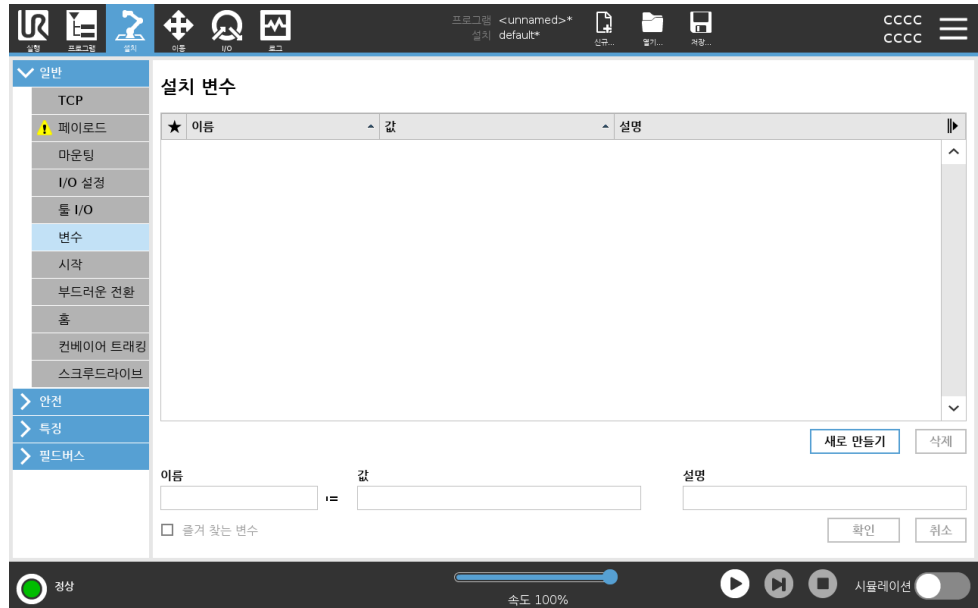 UR
프로그램 <unnamed>*
설치 default*
cccc
cccc
실행
프로그램
설치
이동
I/O
로그
신규...
열기...
저장...
일반
TCP
페이로드
마운팅
I/O 설정
툴 I/O
변수
시작
부드러운 전환
홈
컨베이어 트래킹
스크루드라이브
안전
특징
필드버스
설치 변수
★ 이름 값 설명
새로 만들기 삭제
이름 값 설명
:=
즐겨 찾는 변수
확인 취소
정상
속도 100%
시뮬레이션